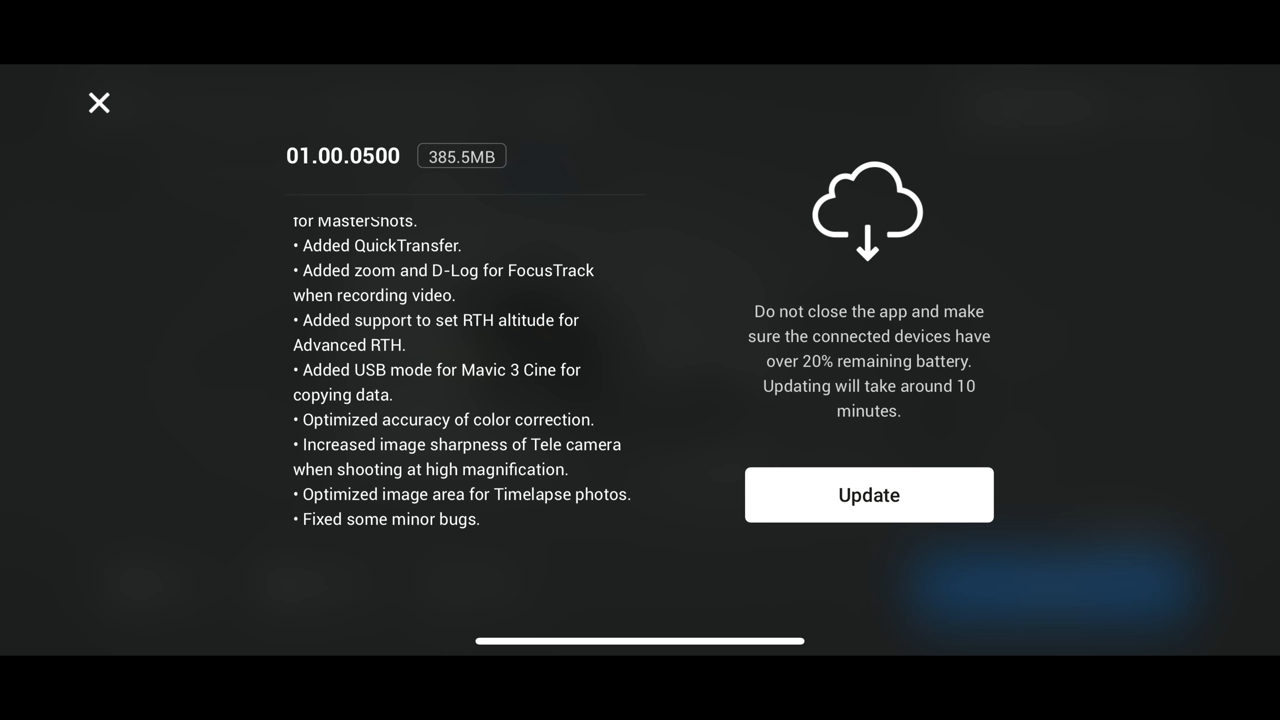 01.00.0500 385.5MB
for MasterShots.
• Added QuickTransfer.
• Added zoom and D-Log for FocusTrack
when recording video.
• Added support to set RTH altitude for
Advanced RTH.
• Added USB mode for Mavic 3 Cine for
copying data.
• Optimized accuracy of color correction.
• Increased image sharpness of Tele camera
when shooting at high magnification.
• Optimized image area for Timelapse photos.
• Fixed some minor bugs.
Do not close the app and make
sure the connected devices have
over 20% remaining battery.
Updating will take around 10
minutes.
Update